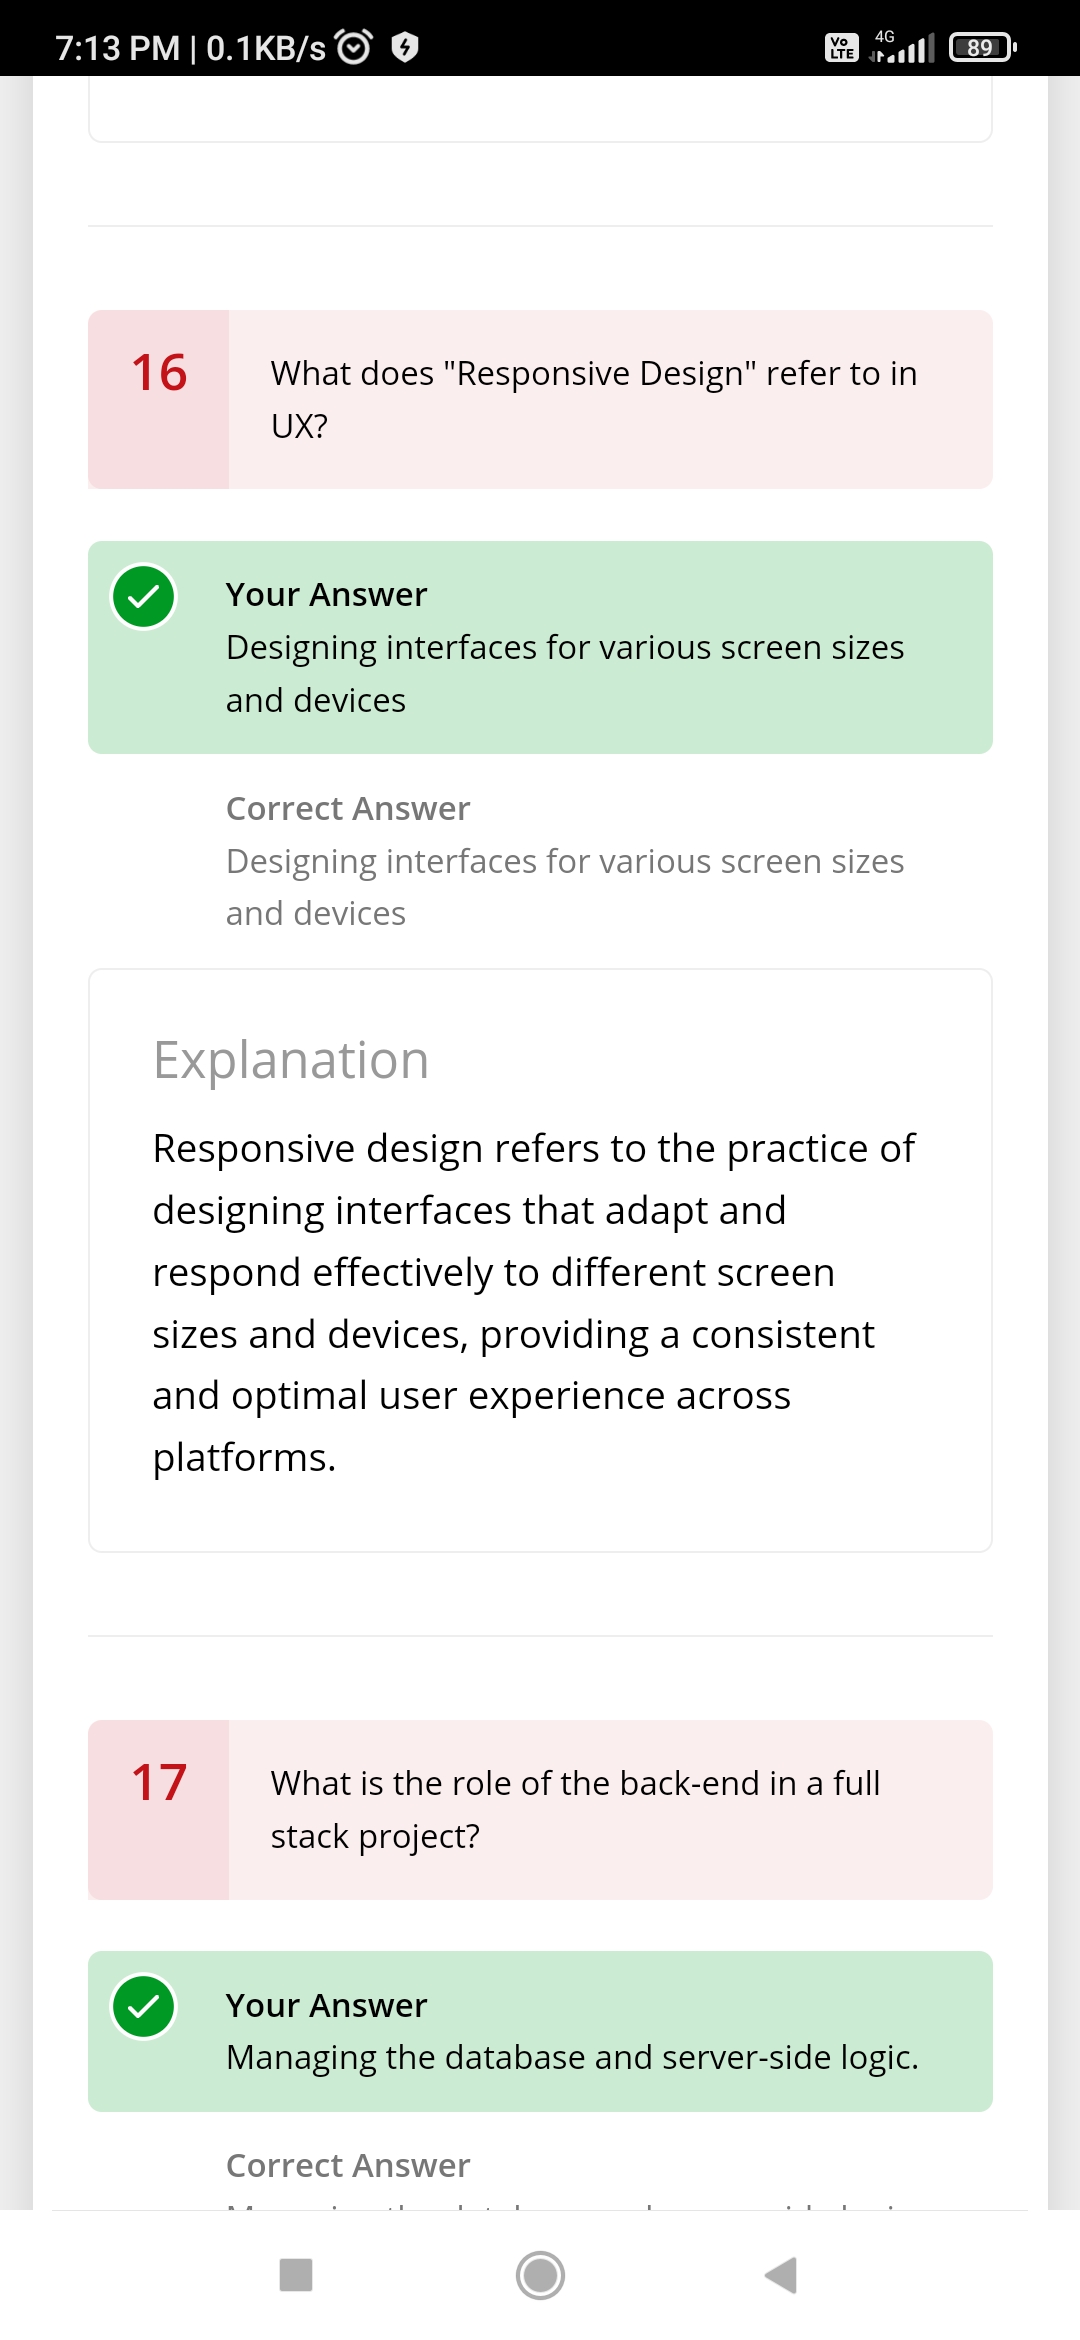 7:13 PM | 0.1KB/s
Vo LTE 4G 89
16
What does "Responsive Design" refer to in
UX?
Your Answer
Designing interfaces for various screen sizes
and devices
Correct Answer
Designing interfaces for various screen sizes
and devices
Explanation
Responsive design refers to the practice of
designing interfaces that adapt and
respond effectively to different screen
sizes and devices, providing a consistent
and optimal user experience across
platforms.
17
What is the role of the back-end in a full
stack project?
Your Answer
Managing the database and server-side logic.
Correct Answer